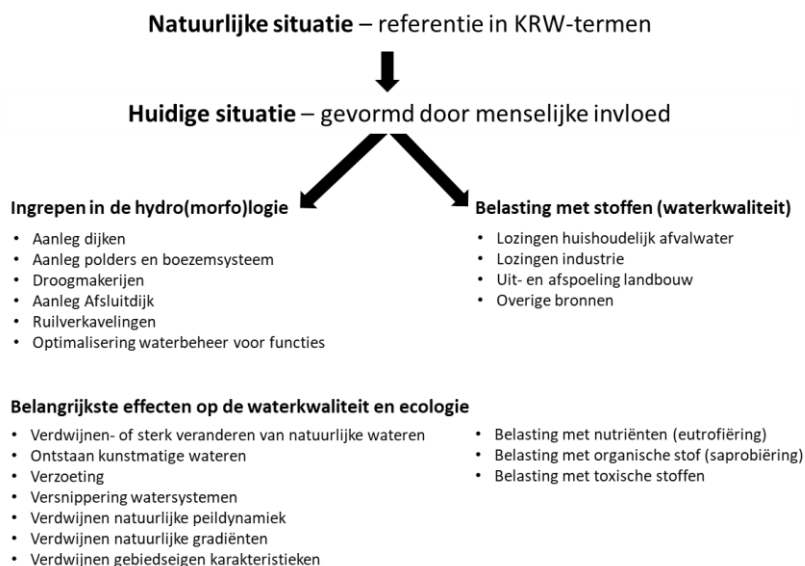 Natuurlijke situatie – referentie in KRW-termen
Huidige situatie – gevormd door menselijke invloed
Ingrepen in de hydro(morfo)logie
• Aanleg dijken
• Aanleg polders en boezemsysteem
• Droogmakerijen
• Aanleg Afsluitdijk
• Ruilverkavelingen
• Optimalisering waterbeheer voor functies
Belasting met stoffen (waterkwaliteit)
• Lozingen huishoudelijk afvalwater
• Lozingen industrie
• Uit- en afspoeling landbouw
• Overige bronnen
Belangrijkste effecten op de waterkwaliteit en ecologie
• Verdwijnen- of sterk veranderen van natuurlijke wateren
• Ontstaan kunstmatige wateren
• Verzoeting
• Versnippering watersystemen
• Verdwijnen natuurlijke peildynamiek
• Verdwijnen natuurlijke gradiënten
• Verdwijnen gebiedseigen karakteristieken
• Belasting met nutriënten (eutrofiëring)
• Belasting met organische stof (saprobiëring)
• Belasting met toxische stoffen